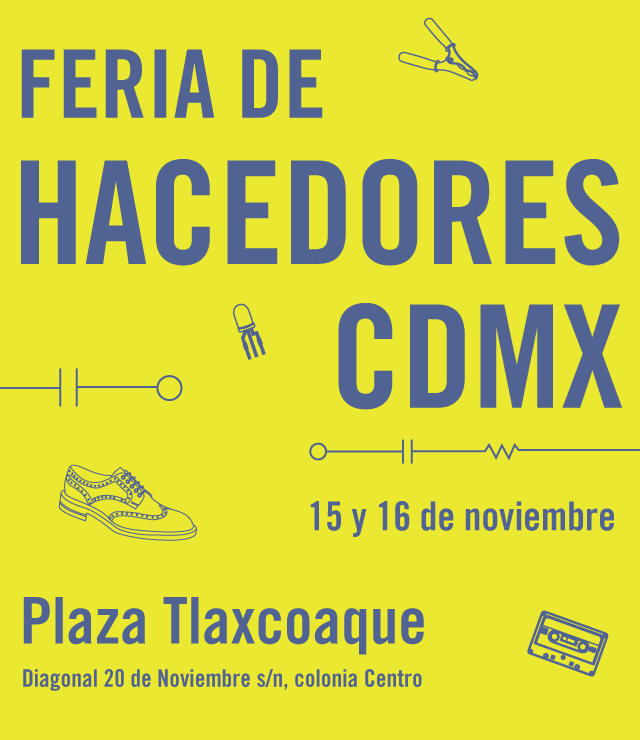 FERIA DE
HACEDORES
CDMX
15 y 16 de noviembre
Plaza Tlaxcoaque
Diagonal 20 de Noviembre s/n, colonia Centro